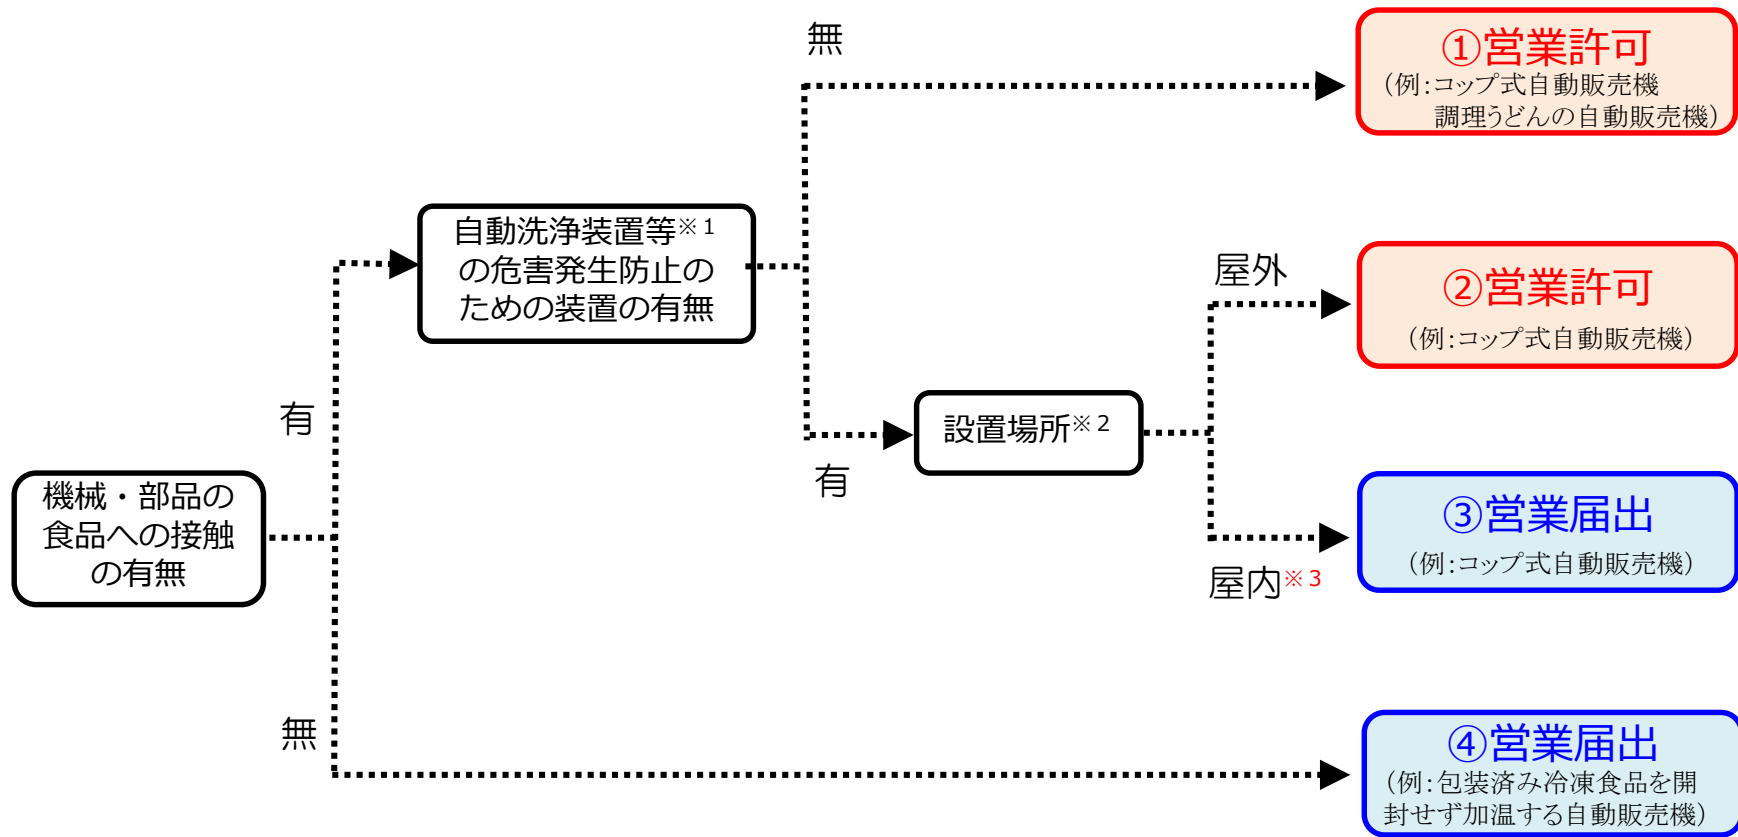 無
①営業許可
（例：コップ式自動販売機
調理うどんの自動販売機）
自動洗浄装置等※１
の危害発生防止の
ための装置の有無
屋外
②営業許可
（例：コップ式自動販売機）
有
設置場所※２
有
機械・部品の
食品への接触
の有無
③営業届出
（例：コップ式自動販売機）
屋内※３
無
④営業届出
（例：包装済み冷凍食品を開
封せず加温する自動販売機）